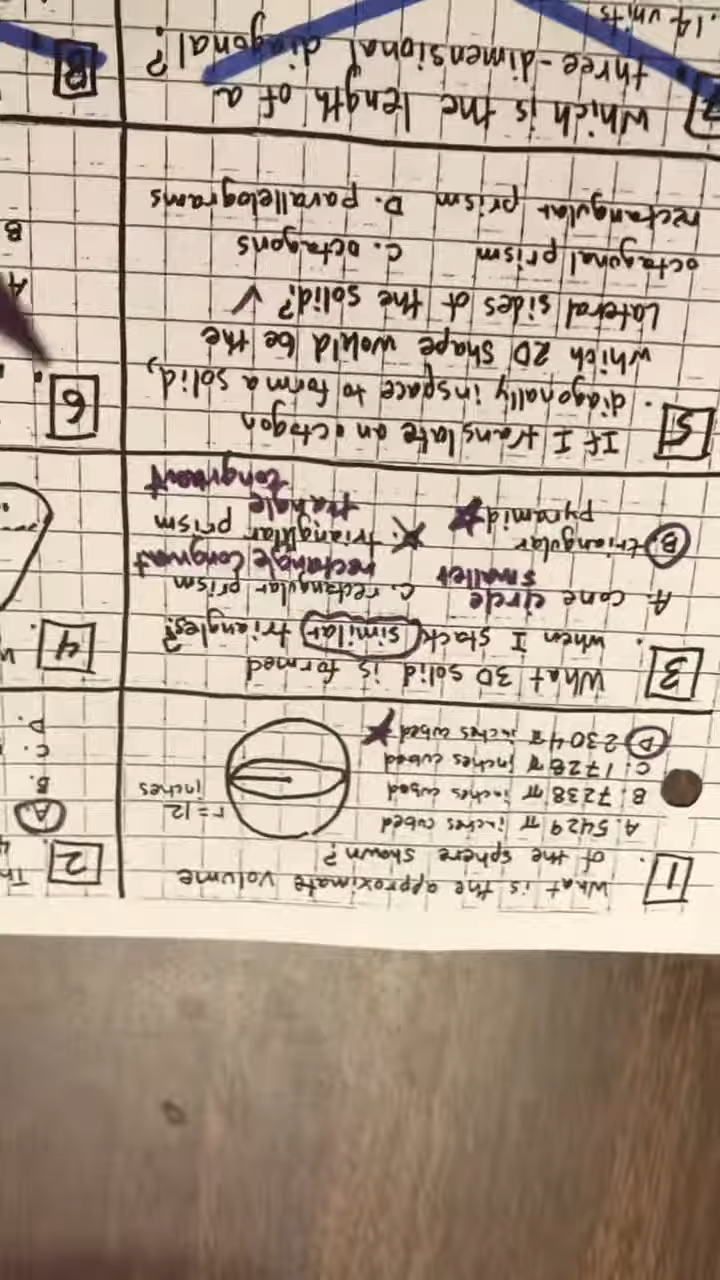 1
What is the approximate volume
of the sphere shown?
A. 5429 π inches cubed
B. 7238 π inches cubed
C. 1728 π inches cubed
D. 2304 π inches cubed
r=12
inches
2
Th
A
B.
C.
D.
3
What 3D solid is formed
when I stack similar triangles?
A. cone circle
smaller
C. rectangular prism
rectangle congruent
B. triangular
pyramid
triangular prism
triangle
congruent
4
5
If I translate an octagon
diagonally in space to form a solid,
which 2D shape would be the
Lateral sides of the solid?
octagonal prism C. octagons
rectangular prism D. parallelograms
6
A
B
7
Which is the length of a
three-dimensional diagonal?
.14 units
8